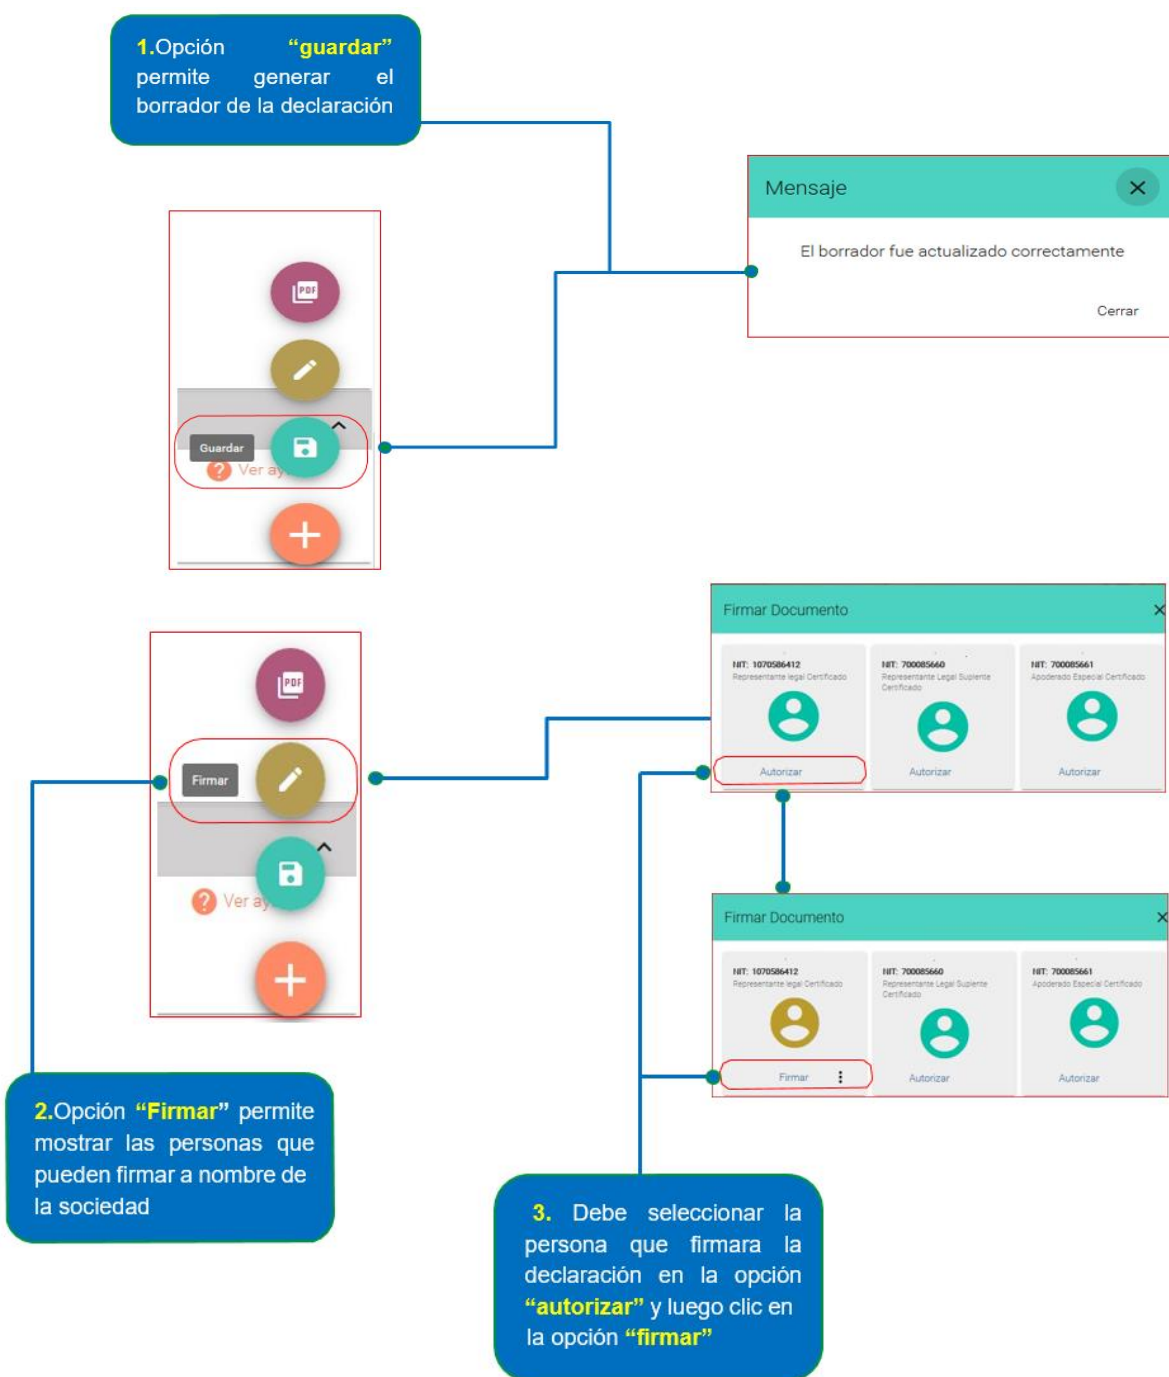 1.Opción “guardar”
permite generar el
borrador de la declaración
Mensaje
El borrador fue actualizado correctamente
Cerrar
PDF
Guardar
Ver ay
Firmar Documento
NIT: 1070586412
Representante legal Certificado
NIT: 700085660
Representante Legal Suplente
Certificado
NIT: 700085661
Apoderado Especial Certificado
Autorizar
Autorizar
Autorizar
PDF
Firmar
Ver ay
Firmar Documento
NIT: 1070586412
Representante legal Certificado
NIT: 700085660
Representante Legal Suplente
Certificado
NIT: 700085661
Apoderado Especial Certificado
Firmar
Autorizar
Autorizar
2.Opción “Firmar” permite
mostrar las personas que
pueden firmar a nombre de
la sociedad
3. Debe seleccionar la
persona que firmara la
declaración en la opción
“autorizar” y luego clic en
la opción “firmar”